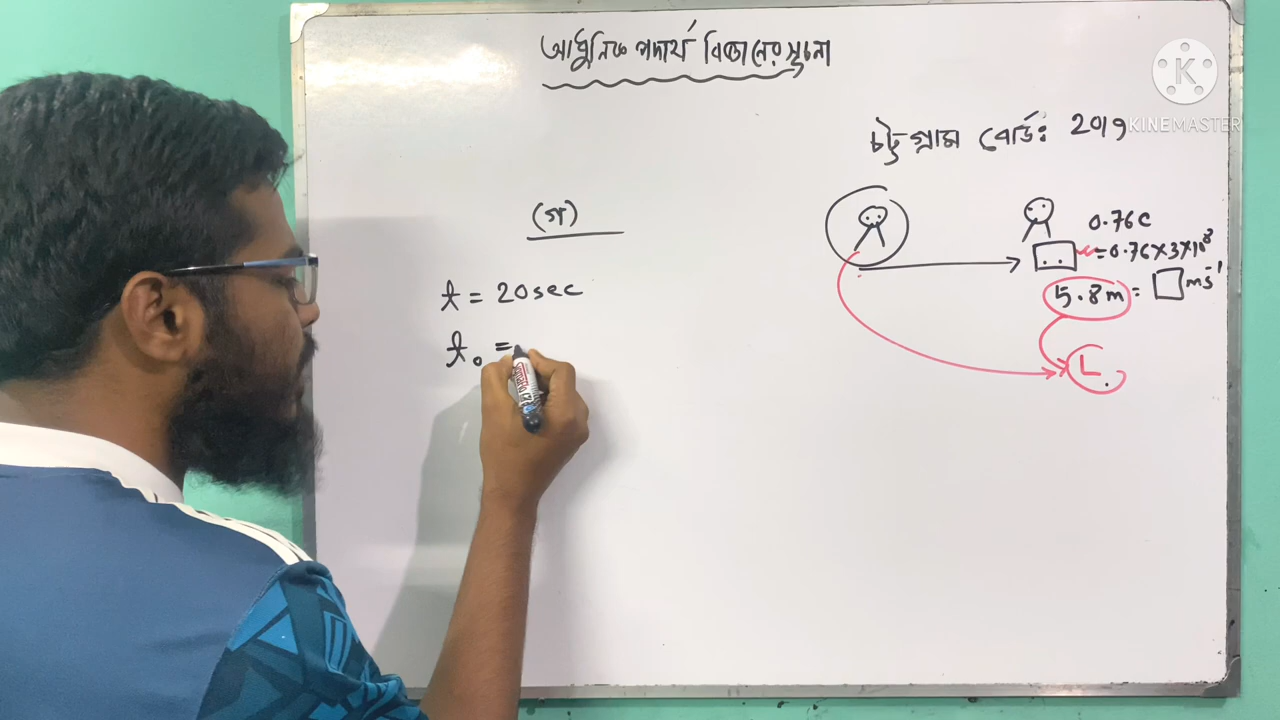 আধুনিক পদার্থ বিজ্ঞানের সূচনা
চট্টগ্রাম বোর্ডঃ 2019
K
KINEMASTER
(গ)
t = 20sec
t₀ =
0.76c
=0.76×3×10⁸
5.8m = ms⁻¹
L